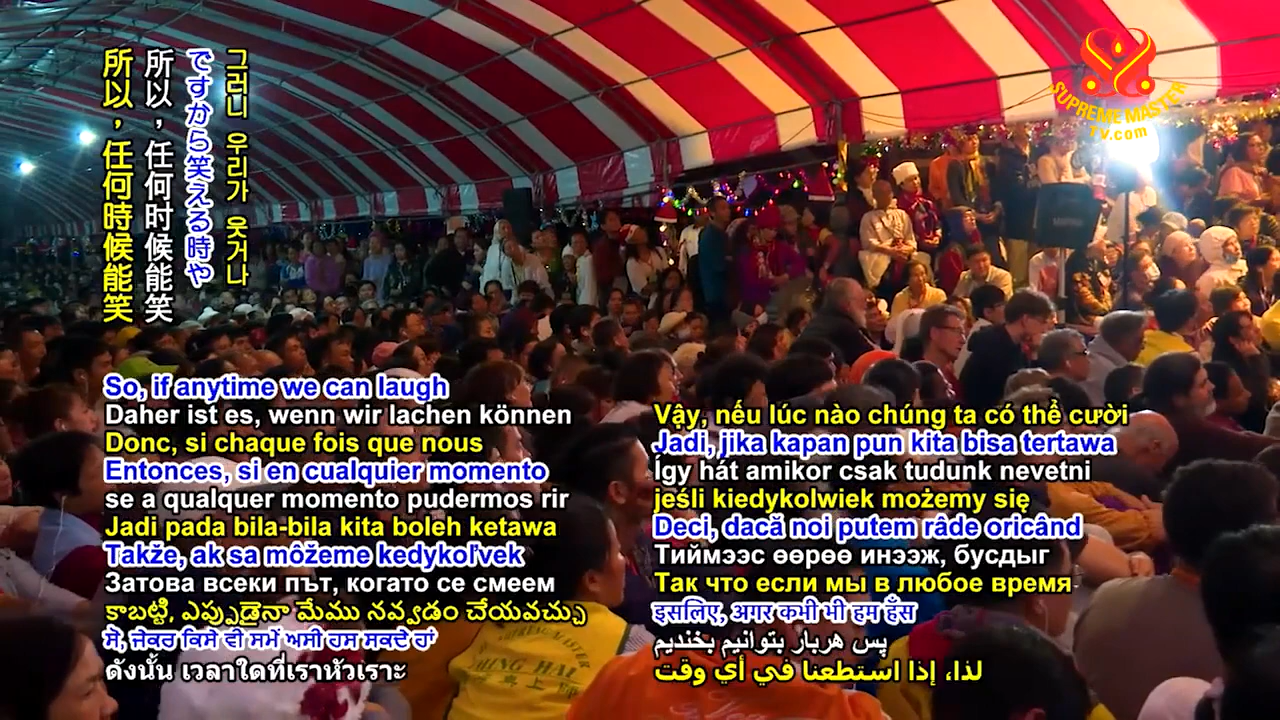 所以，任何時候能笑
所以，任何时候能笑
ですから笑える時や
그러니 우리가 웃거나
SUPREME MASTER
TV.com
So, if anytime we can laugh
Daher ist es, wenn wir lachen können
Donc, si chaque fois que nous
Entonces, si en cualquier momento
se a qualquer momento pudermos rir
Jadi pada bila-bila kita boleh ketawa
Takže, ak sa môžeme kedykoľvek
Затова всеки път, когато се смеем
కాబట్టి, ఎప్పుడైనా మేము నవ్వడం చేయవచ్చు
ਸੋ, ਜੇਕਰ ਕਿਸੇ ਵੀ ਸਮੇਂ ਅਸੀ ਹਸ ਸਕਦੇ ਹਾਂ
ดังนั้น เวลาใดที่เราหัวเราะ
Vậy, nếu lúc nào chúng ta có thể cười
Jadi, jika kapan pun kita bisa tertawa
Így hát amikor csak tudunk nevetni
jeśli kiedykolwiek możemy się
Deci, dacă noi putem râde oricând
Тиймээс өөрөө инээж, бусдыг
Так что если мы в любое время
इसलिए, अगर कभी भी हम हँस
پس هربار بتوانیم بخندیم
لذا، إذا استطعنا في أي وقت
SUPREME MASTER
CHING HAI